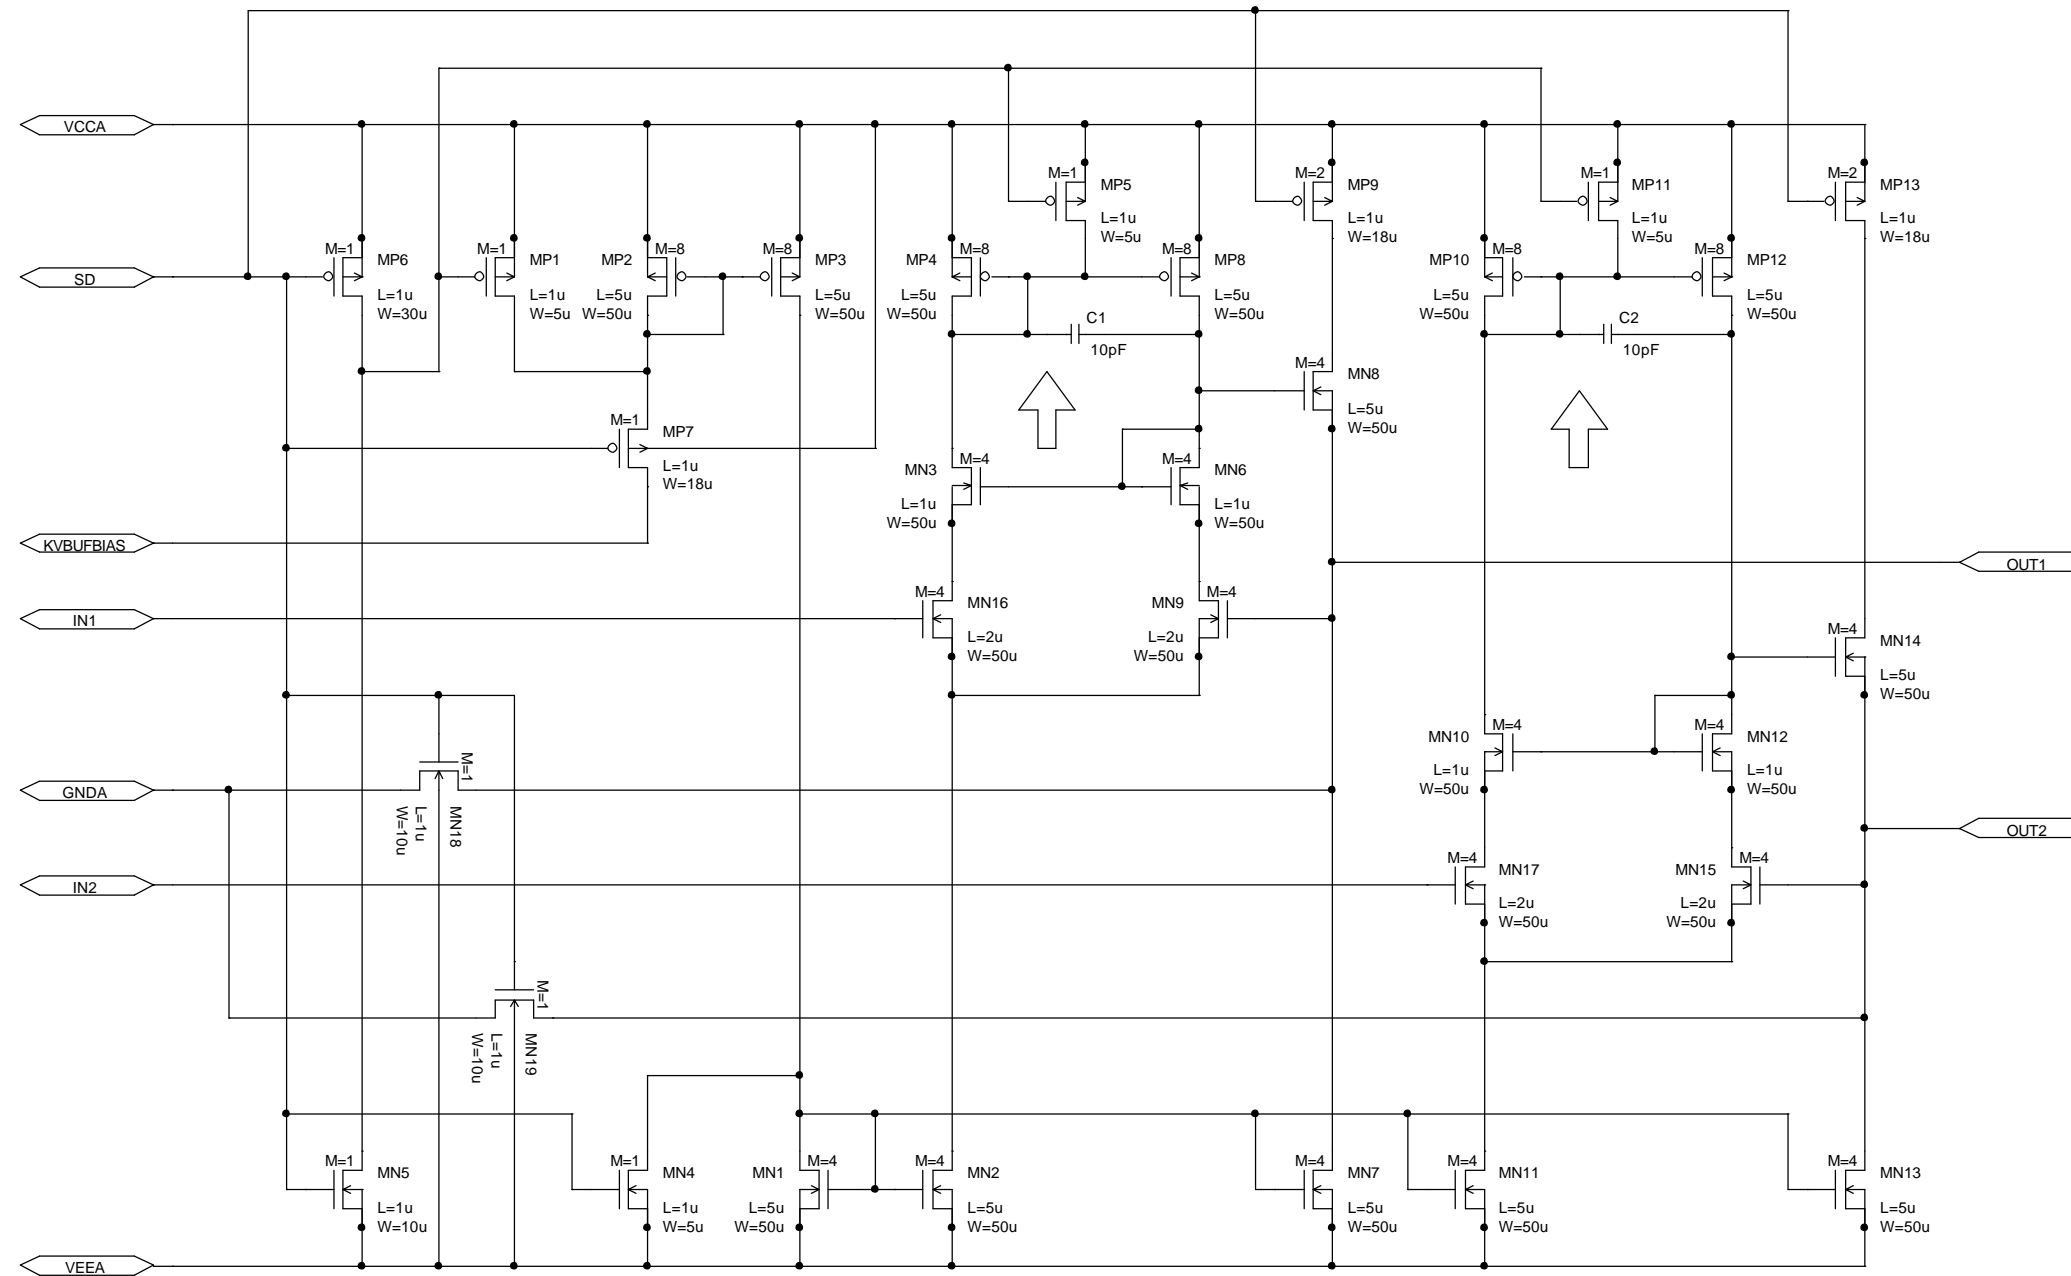 VCCA
M=1
MP5
L=1u
W=5u
M=2
MP9
L=1u
W=18u
M=1
MP11
L=1u
W=5u
M=2
MP13
L=1u
W=18u
SD
M=1
MP6
L=1u
W=30u
M=1
MP1
L=1u
W=5u
M=8
MP2
L=5u
W=50u
M=8
MP3
L=5u
W=50u
M=8
MP4
L=5u
W=50u
M=8
MP8
L=5u
W=50u
M=8
MP10
L=5u
W=50u
M=8
MP12
L=5u
W=50u
C1
10pF
C2
10pF
M=4
MN8
L=5u
W=50u
M=1
MP7
L=1u
W=18u
M=4
MN3
L=1u
W=50u
M=4
MN6
L=1u
W=50u
KVBUFBIAS
OUT1
IN1
M=4
MN16
L=2u
W=50u
M=4
MN9
L=2u
W=50u
M=4
MN14
L=5u
W=50u
M=4
MN10
L=1u
W=50u
M=4
MN12
L=1u
W=50u
GNDA
M=1
MN18
L=1u
W=10u
OUT2
IN2
M=4
MN17
L=2u
W=50u
M=4
MN15
L=2u
W=50u
M=1
MN19
L=1u
W=10u
M=1
MN5
L=1u
W=10u
M=1
MN4
L=1u
W=5u
M=4
MN1
L=5u
W=50u
M=4
MN2
L=5u
W=50u
M=4
MN7
L=5u
W=50u
M=4
MN11
L=5u
W=50u
M=4
MN13
L=5u
W=50u
VEEA